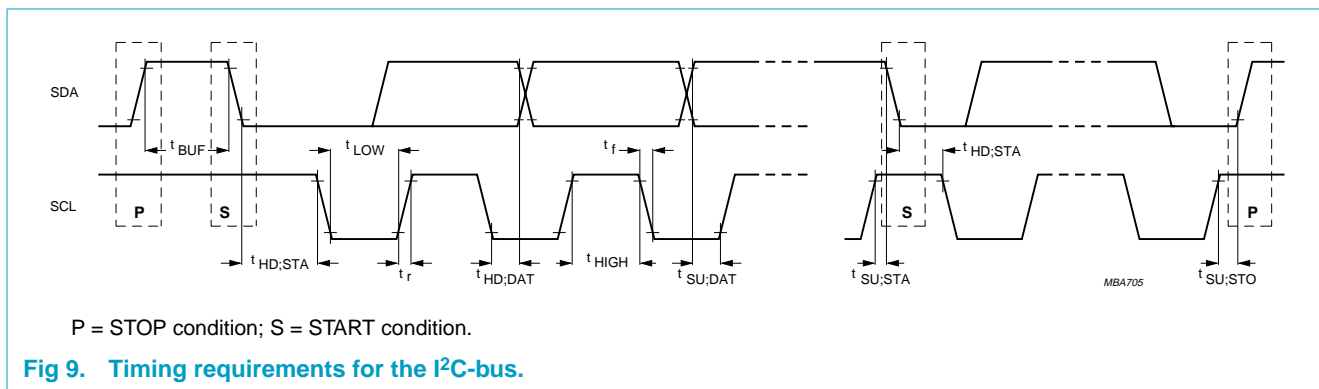 SDA
t BUF
t LOW
t f
t HD;STA
SCL
P
S
S
P
t HD;STA
t r
t HD;DAT
t HIGH
t SU;DAT
t SU;STA
MBA705
t SU;STO
P = STOP condition; S = START condition.
Fig 9. Timing requirements for the I²C-bus.